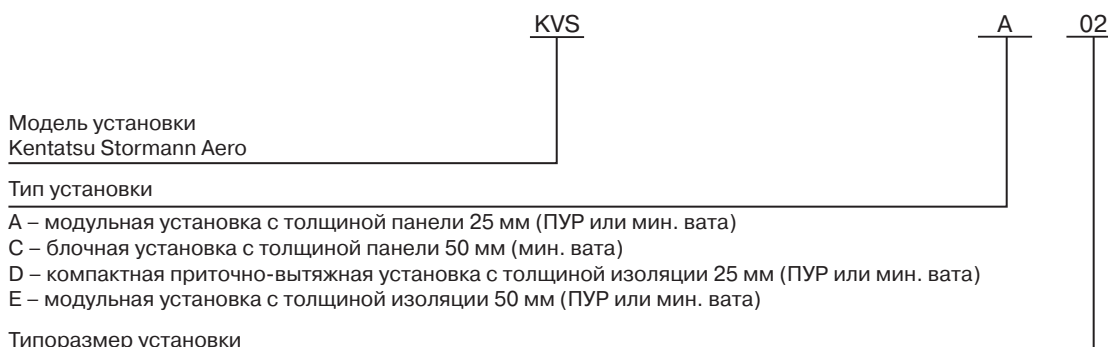 KVS A 02
Модель установки
Kentatsu Stormann Aero
Тип установки
A – модульная установка с толщиной панели 25 мм (ПУР или мин. вата)
C – блочная установка с толщиной панели 50 мм (мин. вата)
D – компактная приточно-вытяжная установка с толщиной изоляции 25 мм (ПУР или мин. вата)
E – модульная установка с толщиной изоляции 50 мм (ПУР или мин. вата)
Типоразмер установки